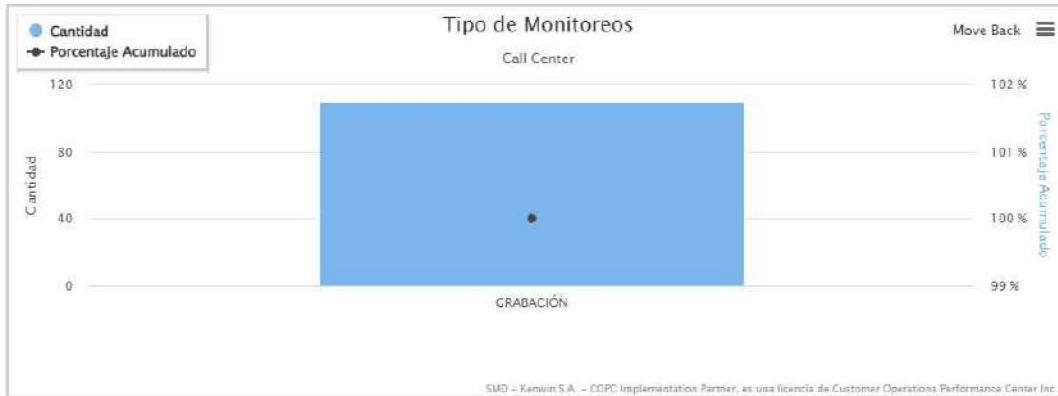 Tipo de Monitoreos
Call Center
Cantidad
Porcentaje Acumulado
Move Back
120
80
40
0
Cantidad
102 %
101 %
100 %
99 %
Porcentaje Acumulado
GRABACIÓN
SMD – Kenwin S.A. – COPC Implementation Partner, es una licencia de Customer Operations Performance Center Inc.